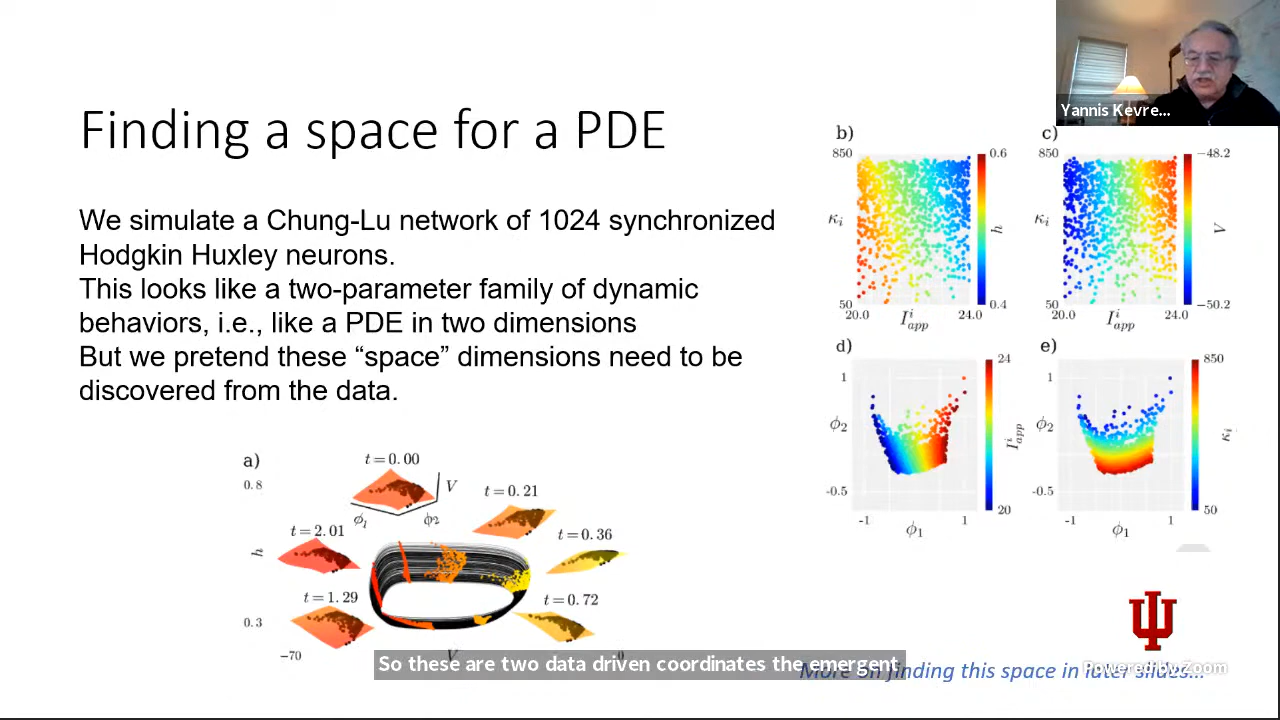 Yannis Kevre...
Finding a space for a PDE
We simulate a Chung-Lu network of 1024 synchronized
Hodgkin Huxley neurons.
This looks like a two-parameter family of dynamic
behaviors, i.e., like a PDE in two dimensions
But we pretend these “space” dimensions need to be
discovered from the data.
b)
850
κi
50
20.0
I^i_app
24.0
0.6
h
0.4
c)
850
κi
50
20.0
I^i_app
24.0
−48.2
V
−50.2
d)
1
ϕ2
-0.5
-1
ϕ1
1
24
I^i_app
20
e)
1
ϕ2
-0.5
-1
ϕ1
1
850
κi
50
a)
0.8
h
0.3
−70
V
0
t=0.00
V
ϕ1
ϕ2
t=0.21
t=2.01
t=0.36
t=1.29
t=0.72
So these are two data driven coordinates the emergent
More on finding this space in later slides...
Powered by Zoom